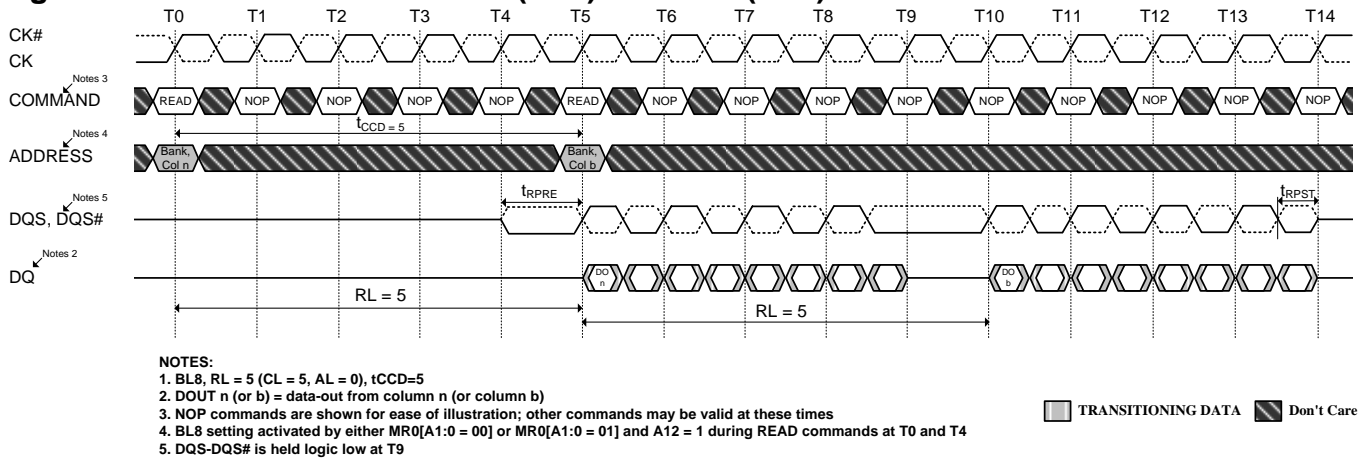 T0 T1 T2 T3 T4 T5 T6 T7 T8 T9 T10 T11 T12 T13 T14
CK#
CK
Notes 3
COMMAND READ NOP NOP NOP NOP READ NOP NOP NOP NOP NOP NOP NOP NOP NOP
tCCD = 5
Notes 4
ADDRESS Bank, Col n Bank, Col b
tRPRE tRPST
Notes 5
DQS, DQS#
Notes 2
DQ DO n DO b
RL = 5 RL = 5
NOTES:
1. BL8, RL = 5 (CL = 5, AL = 0), tCCD=5
2. DOUT n (or b) = data-out from column n (or column b)
3. NOP commands are shown for ease of illustration; other commands may be valid at these times
4. BL8 setting activated by either MR0[A1:0 = 00] or MR0[A1:0 = 01] and A12 = 1 during READ commands at T0 and T4
5. DQS-DQS# is held logic low at T9
TRANSITIONING DATA Don't Care